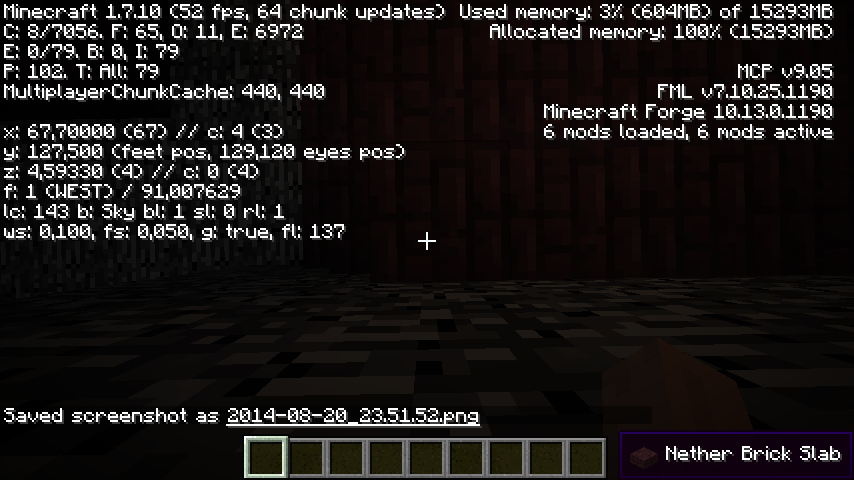 Minecraft 1.7.10 (52 fps, 64 chunk updates)
C: 8/7056. F: 65, O: 11, E: 6972
E: 0/79. B: 0, I: 79
P: 102. T: All: 79
MultiplayerChunkCache: 440, 440
x: 67,70000 (67) // c: 4 (3)
y: 127,500 (feet pos, 129,120 eyes pos)
z: 4,59330 (4) // c: 0 (4)
f: 1 (WEST) / 91,007629
lc: 143 b: Sky bl: 1 sl: 0 rl: 1
ws: 0,100, fs: 0,050, g: true, fl: 137
Used memory: 3% (604MB) of 15293MB
Allocated memory: 100% (15293MB)
MCP v9.05
FML v7.10.25.1190
Minecraft Forge 10.13.0.1190
6 mods loaded, 6 mods active
Saved screenshot as 2014-08-20_23.51.52.png
Nether Brick Slab